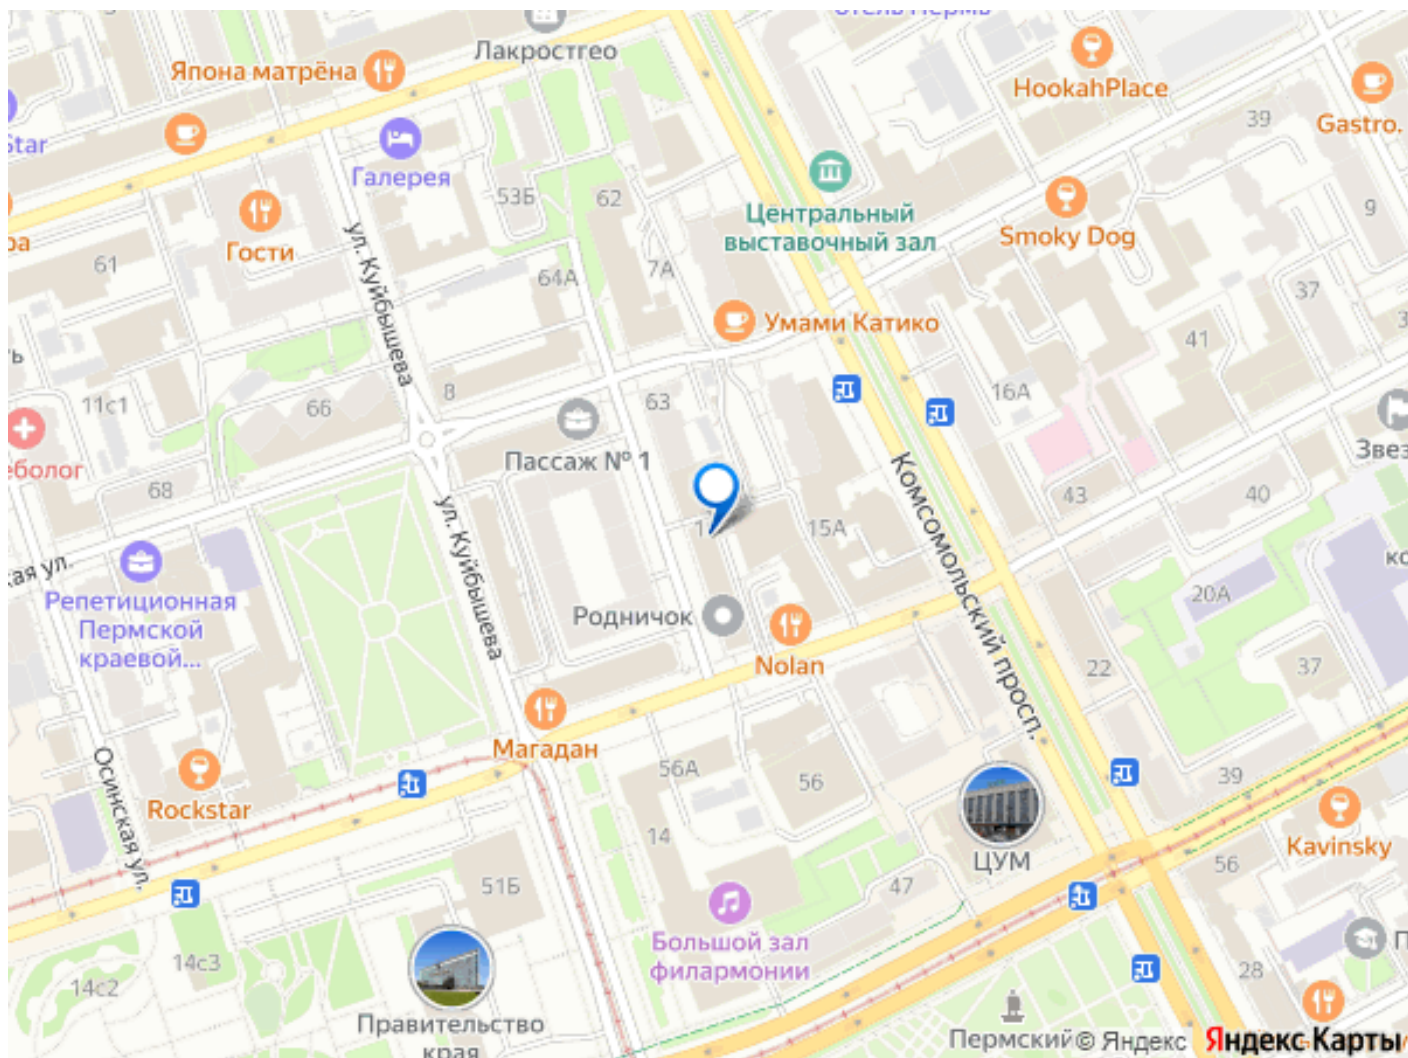 Лакростгео
Япона матрёна
HookahPlace
Gastro.
39
Star
Галерея
53Б
62
9
Центральный
выставочный зал
Smoky Dog
Гости
61
ул. Куйбышева
64А
7А
37
Умами Катико
41
8
16А
11с1
66
63
Пассаж № 1
68
43
40
15А
Комсомольский просп.
ул. Куйбышева
Репетиционная
Пермской
краевой...
20А
Родничок
Nolan
22
37
Магадан
56А
56
39
Осинская ул.
Rockstar
14
ЦУМ
Kavinsky
56
51Б
47
Большой зал
филармонии
14с3
14с2
28
Правительство
края
Пермский
© Яндекс
Яндекс Карты